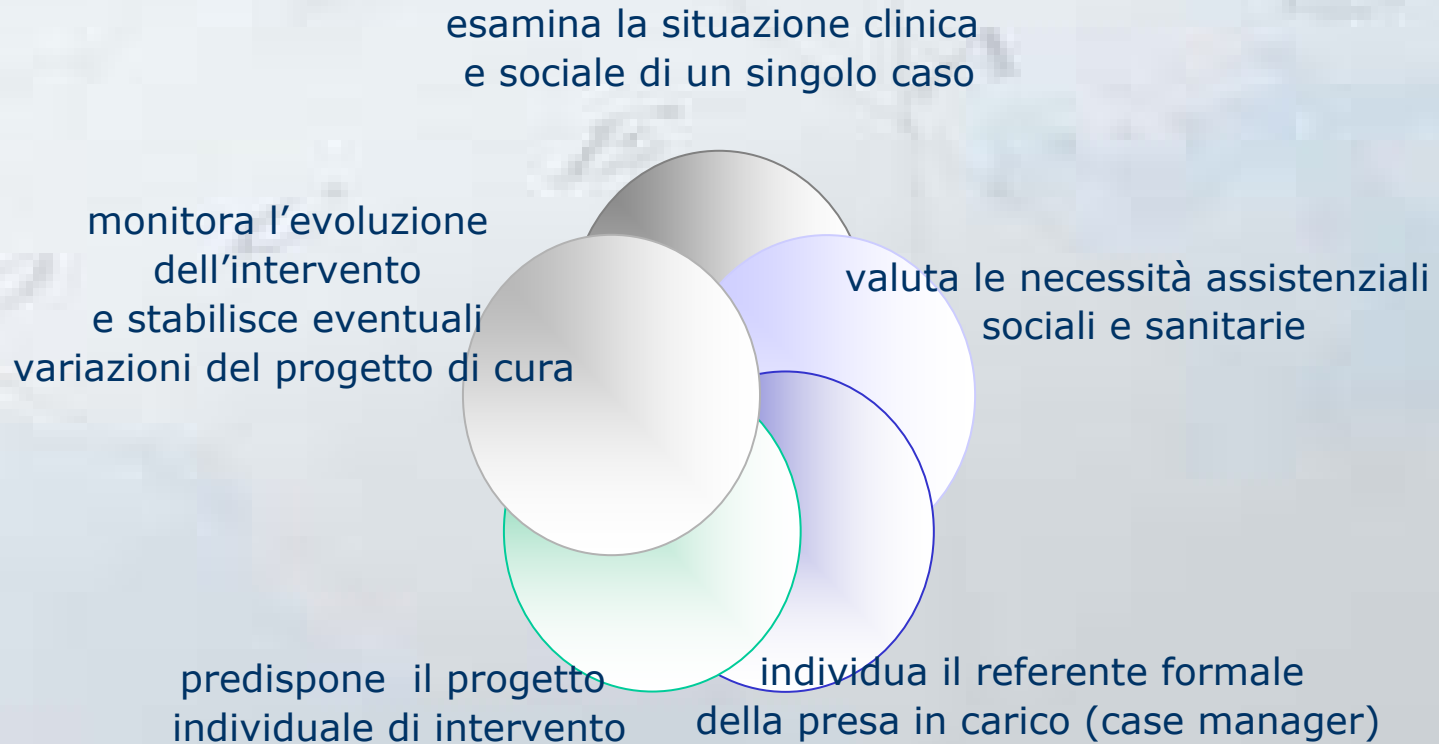 esamina la situazione clinica
e sociale di un singolo caso
monitora l’evoluzione
dell’intervento
e stabilisce eventuali
variazioni del progetto di cura
valuta le necessità assistenziali
sociali e sanitarie
predispone il progetto
individuale di intervento
individua il referente formale
della presa in carico (case manager)